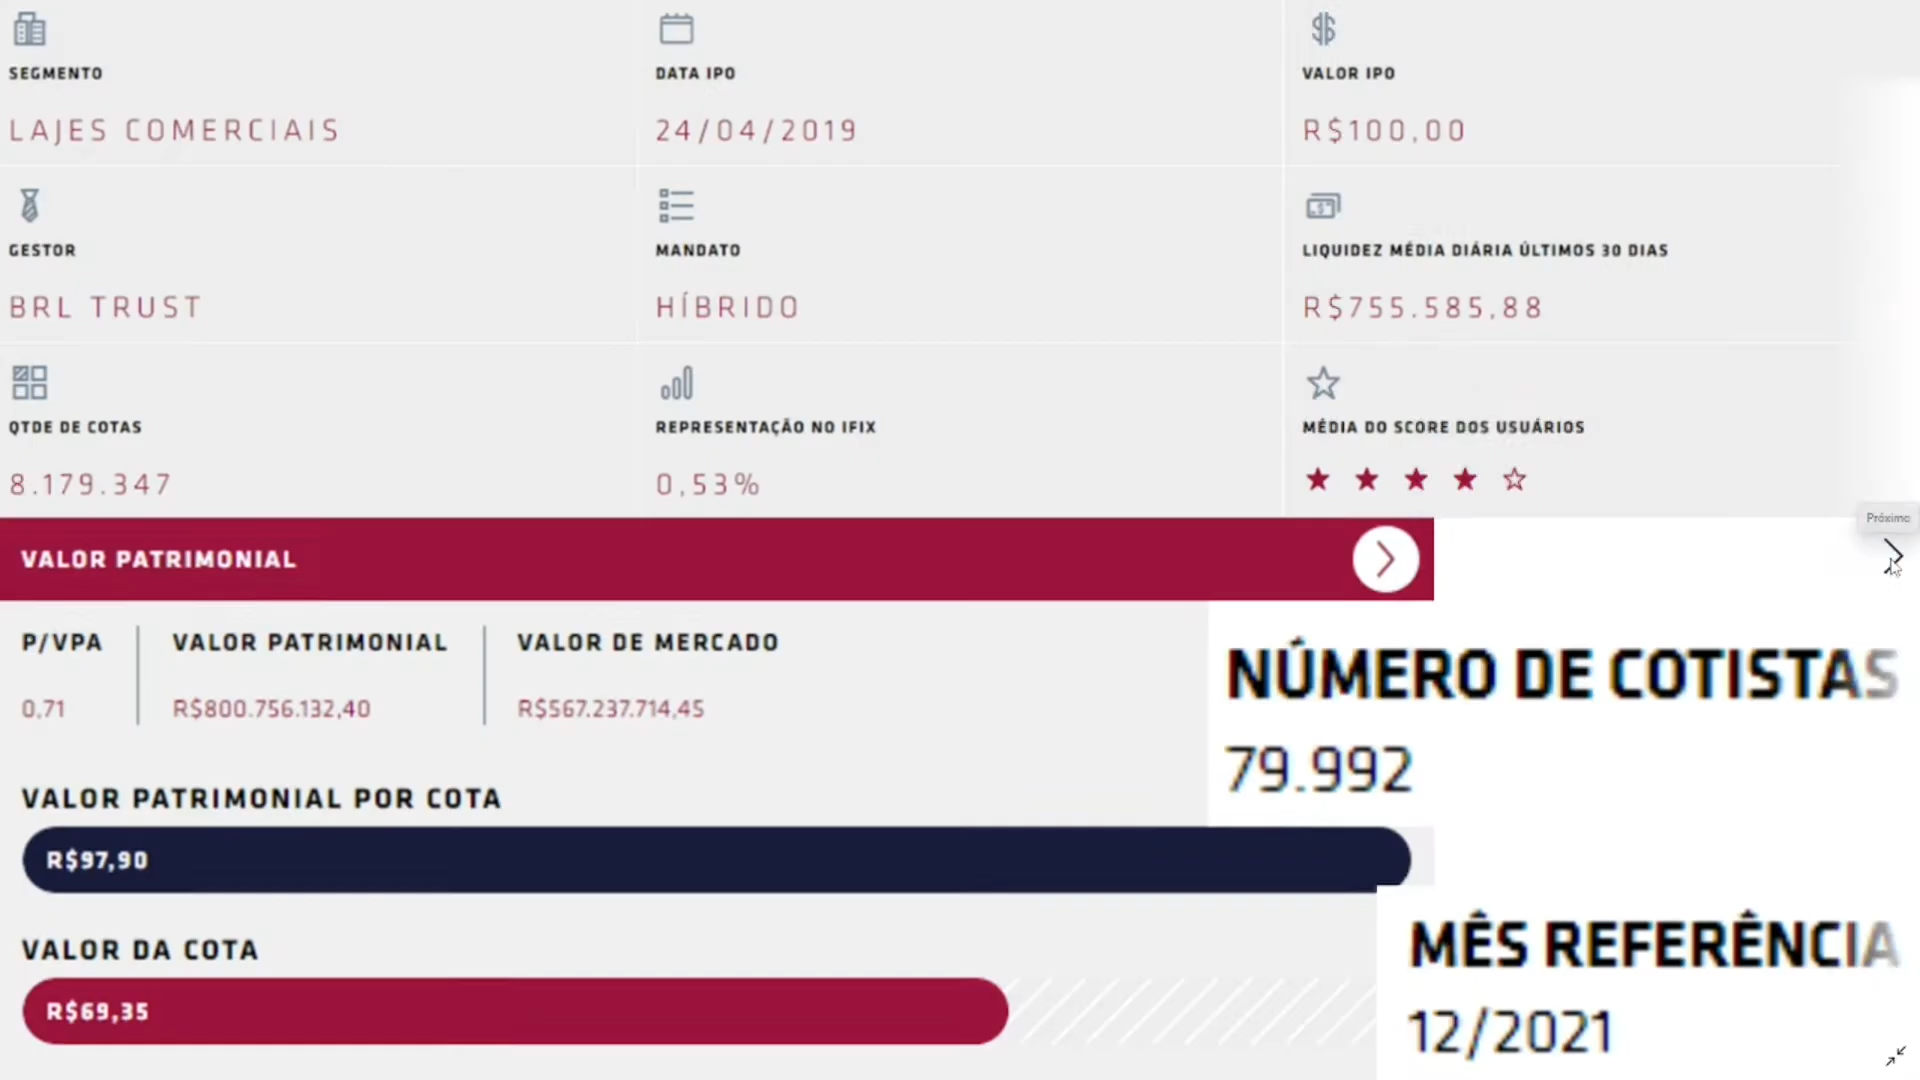 SEGMENTO
LAJES COMERCIAIS
DATA IPO
24/04/2019
VALOR IPO
R$100,00
GESTOR
BRL TRUST
MANDATO
HÍBRIDO
LIQUIDEZ MÉDIA DIÁRIA ÚLTIMOS 30 DIAS
R$755.585,88
QTDE DE COTAS
8.179.347
REPRESENTAÇÃO NO IFIX
0,53%
MÉDIA DO SCORE DOS USUÁRIOS
Próximo
VALOR PATRIMONIAL
P/VPA
0,71
VALOR PATRIMONIAL
R$800.756.132,40
VALOR DE MERCADO
R$567.237.714,45
NÚMERO DE COTISTAS
79.992
VALOR PATRIMONIAL POR COTA
R$97,90
VALOR DA COTA
R$69,35
MÊS REFERÊNCIA
12/2021